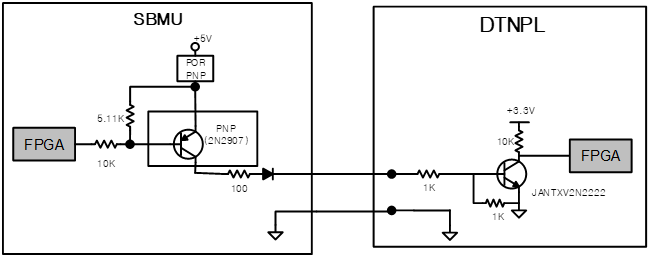 SBMU
DTNPL
+5V
POR
PNP
5.11K
PNP
(2N2907)
FPGA
10K
100
1K
+3.3V
10K
FPGA
JANTXV2N2222
1K